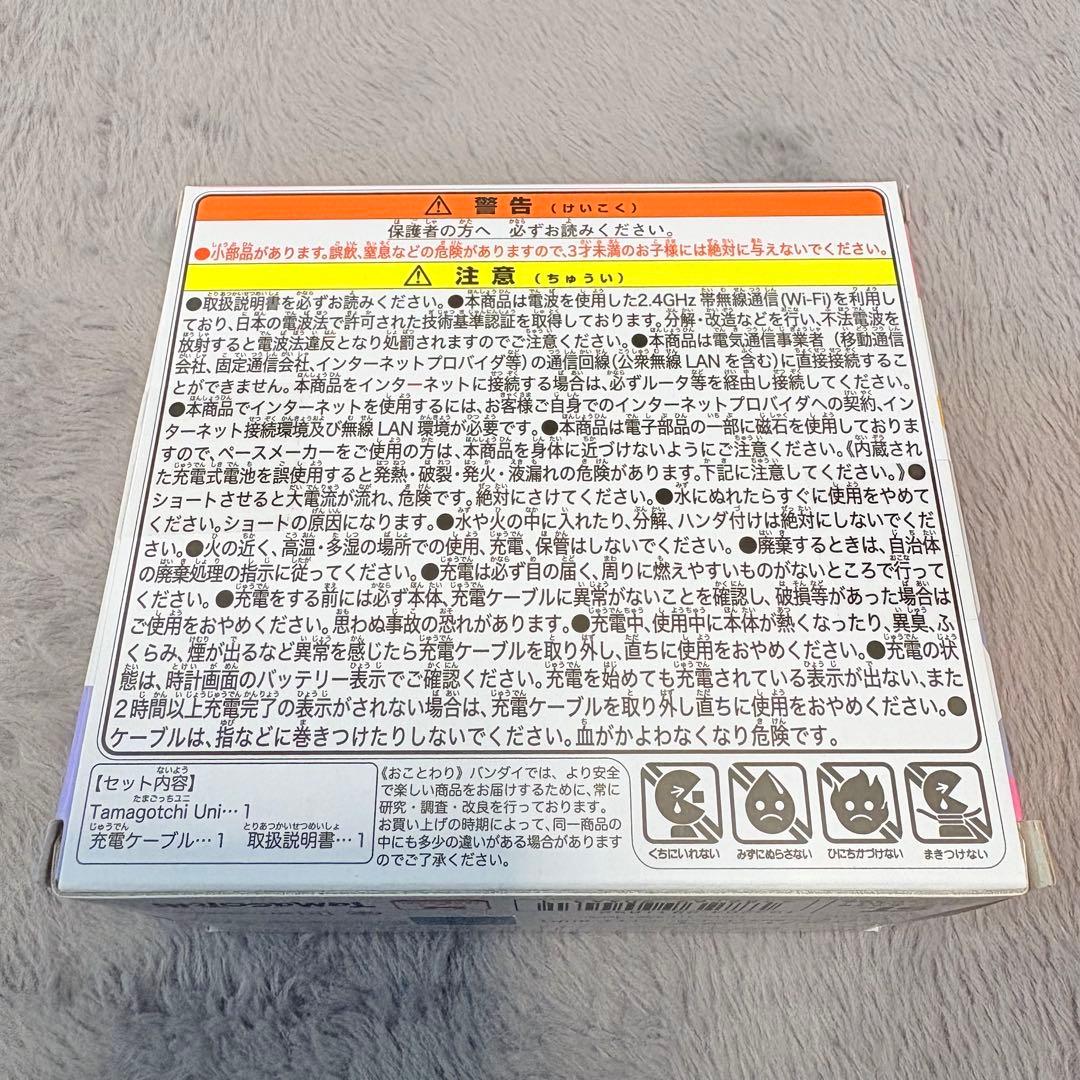 ⚠ 警告 (けいこく)
保護者の方へ 必ずお読みください。
●小部品があります。誤飲、窒息などの危険がありますので、3才未満のお子様には絶対に与えないでください。
⚠ 注意 (ちゅうい)
●取扱説明書を必ずお読みください。●本商品は電波を使用した2.4GHz 帯無線通信(Wi-Fi)を利用し
ており、日本の電波法で許可された技術基準認証を取得しております。分解・改造などを行い、不法電波を
放射すると電波法違反となり処罰されますのでご注意ください。●本商品は電気通信事業者(移動通信
会社、固定通信会社、インターネットプロバイダ等)の通信回線(公衆無線 LANを含む)に直接接続するこ
とができません。本商品をインターネットに接続する場合は、必ずルータ等を経由し接続してください。
●本商品でインターネットを使用するには、お客様ご自身でのインターネットプロバイダへの契約、イン
ターネット接続環境及び無線 LAN 環境が必要です。●本商品は電子部品の一部に磁石を使用しておりま
すので、ペースメーカーをご使用の方は、本商品を身体に近づけないようにご注意ください。《内蔵され
た充電式電池を誤使用すると発熱・破裂・発火・液漏れの危険があります。下記に注意してください。》●
ショートさせると大電流が流れ、危険です。絶対にさけてください。●水にぬれたらすぐに使用をやめて
ください。ショートの原因になります。●水や火の中に入れたり、分解、ハンダ付けは絶対にしないでくだ
さい。●火の近く、高温・多湿の場所での使用、充電、保管はしないでください。●廃棄するときは、自治体
の廃棄処理の指示に従ってください。●充電は必ず目の届く、周りに燃えやすいものがないところで行って
ください。●充電をする前には必ず本体、充電ケーブルに異常がないことを確認し、破損等があった場合は
ご使用をおやめください。思わぬ事故の恐れがあります。●充電中、使用中に本体が熱くなったり、異臭、ふ
くらみ、煙が出るなど異常を感じたら充電ケーブルを取り外し、直ちに使用をおやめください。●充電の状
態は、時計画面のバッテリー表示でご確認ください。充電を始めても充電されている表示が出ない、また
2時間以上充電完了の表示がされない場合は、充電ケーブルを取り外し直ちに使用をおやめください。●
ケーブルは、指などに巻きつけたりしないでください。血がかよわなくなり危険です。
【セット内容】
Tamagotchi Uni…1
充電ケーブル…1 取扱説明書…1
《おことわり》バンダイでは、より安全
で楽しい商品をお届けするために、常に
研究・調査・改良を行っております。
お買い上げの時期によって、同一商品の
中にも多少の違いがある場合があります
のでご了承ください。
くちにいれない みずにぬらさない ひにちかづけない まきつけない